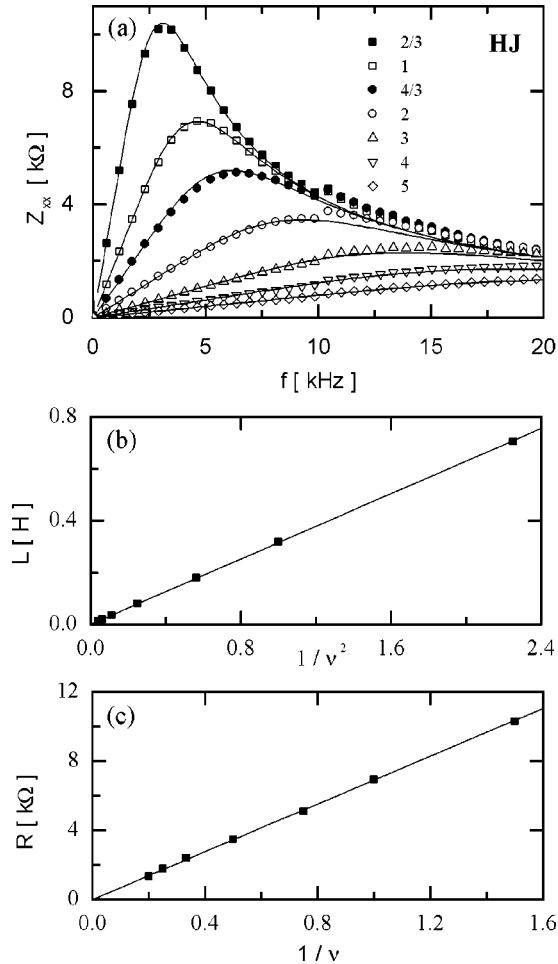 (a)
HJ
2/3
1
4/3
2
3
4
5
Z_xx [ kΩ ]
8
4
0
0 5 10 15 20
f [ kHz ]
(b)
L [ H ]
0.8
0.4
0.0
0.0 0.8 1.6 2.4
1 / ν²
(c)
R [ kΩ ]
12
8
4
0
0.0 0.4 0.8 1.2 1.6
1 / ν